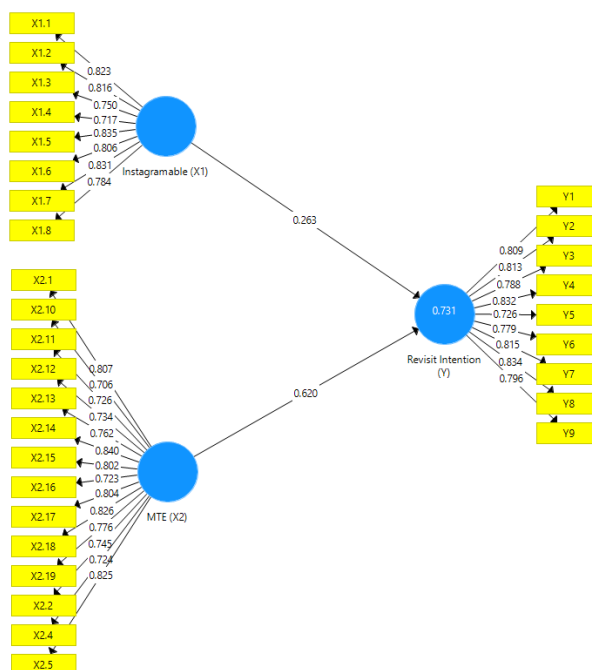 X1.1
X1.2
X1.3
X1.4
X1.5
X1.6
X1.7
X1.8
0.823
0.816
0.750
0.717
0.835
0.806
0.831
0.784
Instagramable (X1)
0.263
X2.1
X2.10
X2.11
X2.12
X2.13
X2.14
X2.15
X2.16
X2.17
X2.18
X2.19
X2.2
X2.4
X2.5
0.807
0.706
0.726
0.734
0.762
0.840
0.802
0.723
0.804
0.826
0.776
0.745
0.724
0.825
MTE (X2)
0.620
0.731
Revisit Intention
(Y)
0.809
0.813
0.788
0.832
0.726
0.779
0.815
0.834
0.796
Y1
Y2
Y3
Y4
Y5
Y6
Y7
Y8
Y9